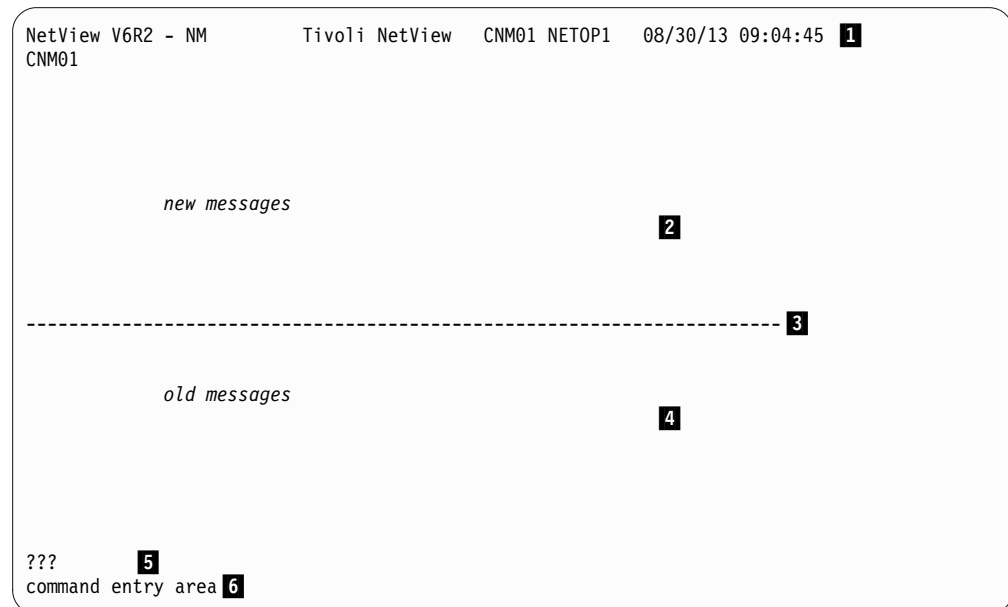 NetView V6R2 - NM Tivoli NetView CNM01 NETOP1 08/30/13 09:04:45 1
CNM01
new messages
2
------------------------------------------------------------------------ 3
old messages
4
??? 5
command entry area 6